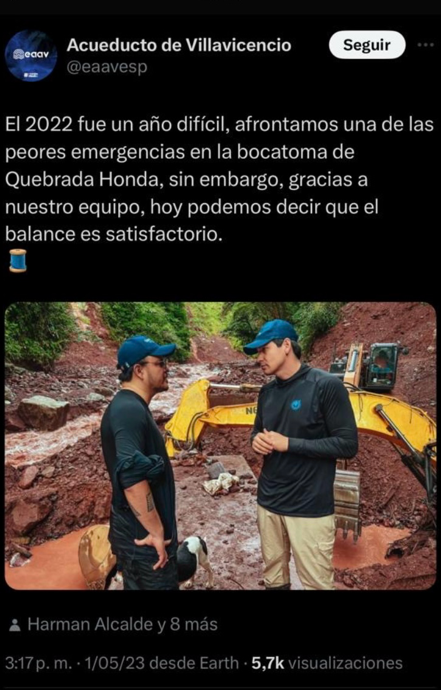 eaav
Acueducto de Villavicencio
@eaavesp
Seguir
El 2022 fue un año difícil, afrontamos una de las
peores emergencias en la bocatoma de
Quebrada Honda, sin embargo, gracias a
nuestro equipo, hoy podemos decir que el
balance es satisfactorio.
Harman Alcalde y 8 más
3:17 p. m. · 1/05/23 desde Earth · 5,7k visualizaciones